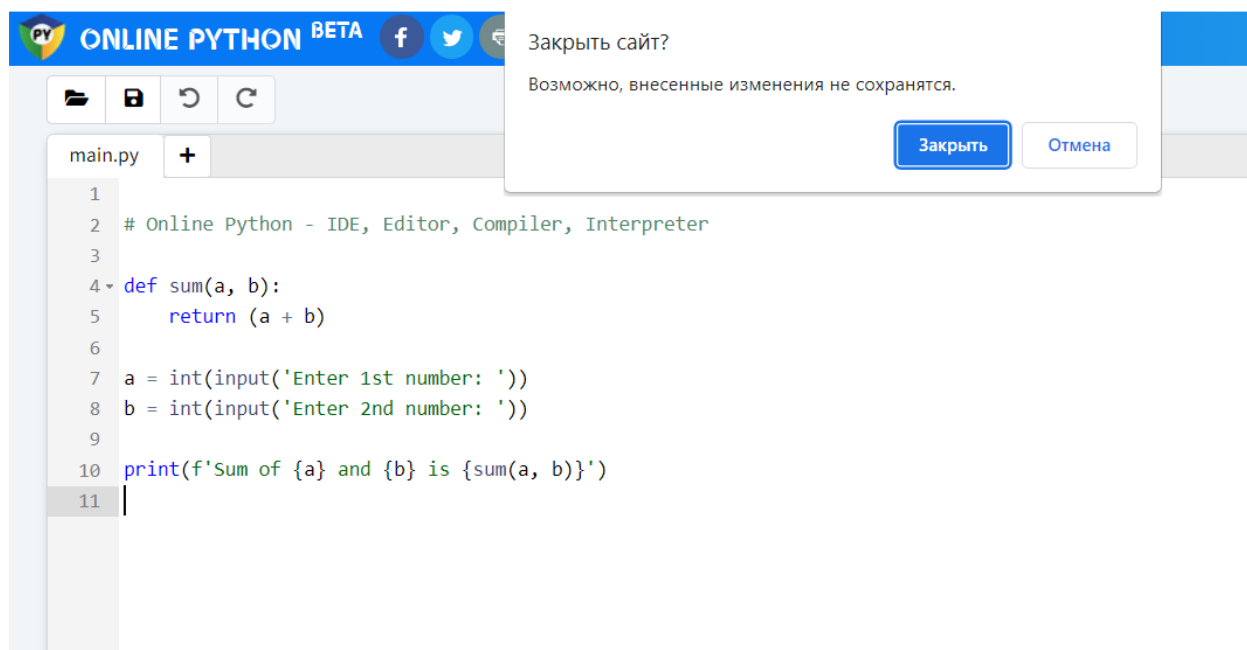 ONLINE PYTHON BETA
Закрыть сайт?
Возможно, внесенные изменения не сохранятся.
Закрыть Отмена
main.py +
1
2 # Online Python - IDE, Editor, Compiler, Interpreter
3
4 def sum(a, b):
5 return (a + b)
6
7 a = int(input('Enter 1st number: '))
8 b = int(input('Enter 2nd number: '))
9
10 print(f'Sum of {a} and {b} is {sum(a, b)}')
11